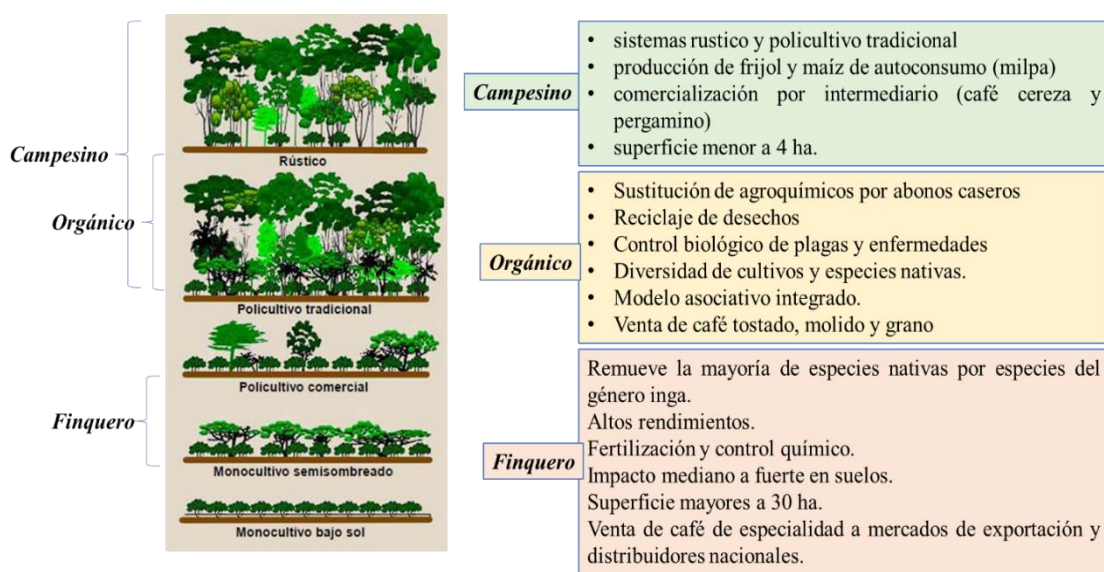 Campesino
Orgánico
Finquero
Rústico
Policultivo tradicional
Policultivo comercial
Monocultivo semisombreado
Monocultivo bajo sol
Campesino
• sistemas rustico y policultivo tradicional
• producción de frijol y maíz de autoconsumo (milpa)
• comercialización por intermediario (café cereza y
pergamino)
• superficie menor a 4 ha.
Orgánico
• Sustitución de agroquímicos por abonos caseros
• Reciclaje de desechos
• Control biológico de plagas y enfermedades
• Diversidad de cultivos y especies nativas.
• Modelo asociativo integrado.
• Venta de café tostado, molido y grano
Finquero
Remueve la mayoría de especies nativas por especies del
género inga.
Altos rendimientos.
Fertilización y control químico.
Impacto mediano a fuerte en suelos.
Superficie mayores a 30 ha.
Venta de café de especialidad a mercados de exportación y
distribuidores nacionales.